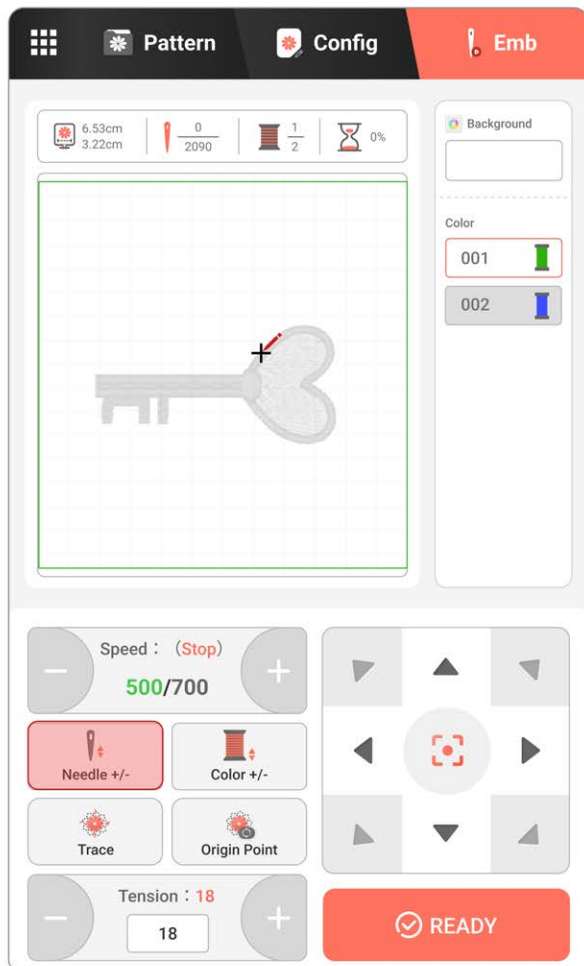 Pattern
Config
Emb
6.53cm
3.22cm
0
2090
1
2
0%
Background
Color
001
002
Speed： （Stop）
500/700
Needle +/-
Color +/-
Trace
Origin Point
Tension：18
18
READY